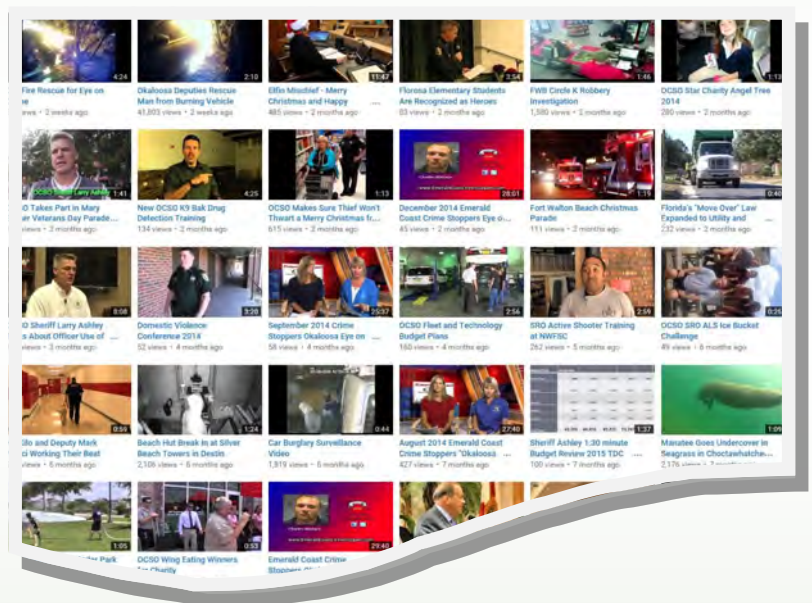 4:24
2:10
11:47
3:54
1:46
1:13
Fire Rescue for Eye on
Okaloosa Deputies Rescue
Elfin Mischief - Merry
Florosa Elementary Students
FWB Circle K Robbery
OCSO Star Charity Angel Tree
Man from Burning Vehicle
Christmas and Happy ...
Are Recognized as Heroes
Investigation
2014
views • 2 weeks ago
41,803 views • 2 weeks ago
485 views • 2 months ago
views • 2 months ago
1,580 views • 2 months ago
280 views • 2 months ago
1:41
4:25
1:13
28:01
1:19
0:40
O Takes Part in Mary
New OCSO K9 Bak Drug
OCSO Makes Sure Thief Won't
December 2014 Emerald
Fort Walton Beach Christmas
Florida's "Move Over" Law
er Veterans Day Parade...
Detection Training
Thwart a Merry Christmas f...
Coast Crime Stoppers Eye o...
Parade
Expanded to Utility and ...
views • 3 months ago
134 views • 2 months ago
615 views • 3 months ago
45 views • 2 months ago
111 views • 2 months ago
232 views • 3 months ago
8:08
3:20
25:37
2:56
2:59
0:25
O Sheriff Larry Ashley
Domestic Violence
September 2014 Crime
OCSO Fleet and Technology
SRO Active Shooter Training
OCSO SRO ALS Ice Bucket
s About Officer Use of ...
Conference 2014
Stoppers Okaloosa Eye on ...
Budget Plans
at NWFSC
Challenge
views • 3 months ago
52 views • 4 months ago
58 views • 4 months ago
160 views • 4 months ago
262 views • 5 months ago
49 views • 6 months ago
0:59
1:24
0:44
27:40
1:37
1:09
and Deputy Mark
Beach Hut Break In at Silver
Car Burglary Surveillance
August 2014 Emerald Coast
Sheriff Ashley 1:30 minute
Manatee Goes Undercover in
ci Working Their Beat
Beach Towers in Destin
Video
Crime Stoppers "Okaloosa ...
Budget Review 2015 TDC ...
Seagrass in Choctawhatche...
views • 6 months ago
2,106 views • 6 months ago
1,819 views • 6 months ago
427 views • 7 months ago
100 views • 7 months ago
2,176 views
1:05
0:53
29:40
Park
OCSO Wing Eating Winners
Emerald Coast Crime
for Charity
Stoppers